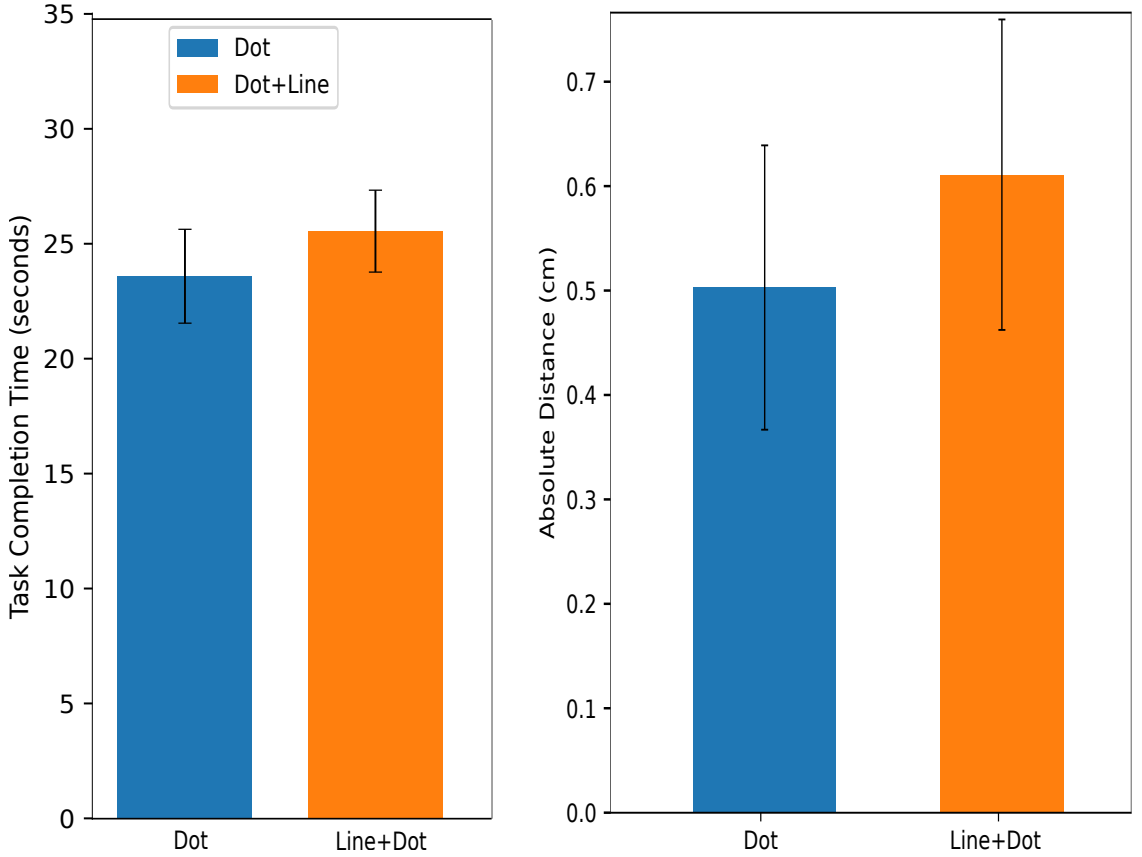 Task Completion Time (seconds)
35
30
25
20
15
10
5
0
Dot
Dot+Line
Dot
Line+Dot
Absolute Distance (cm)
0.7
0.6
0.5
0.4
0.3
0.2
0.1
0.0
Dot
Line+Dot